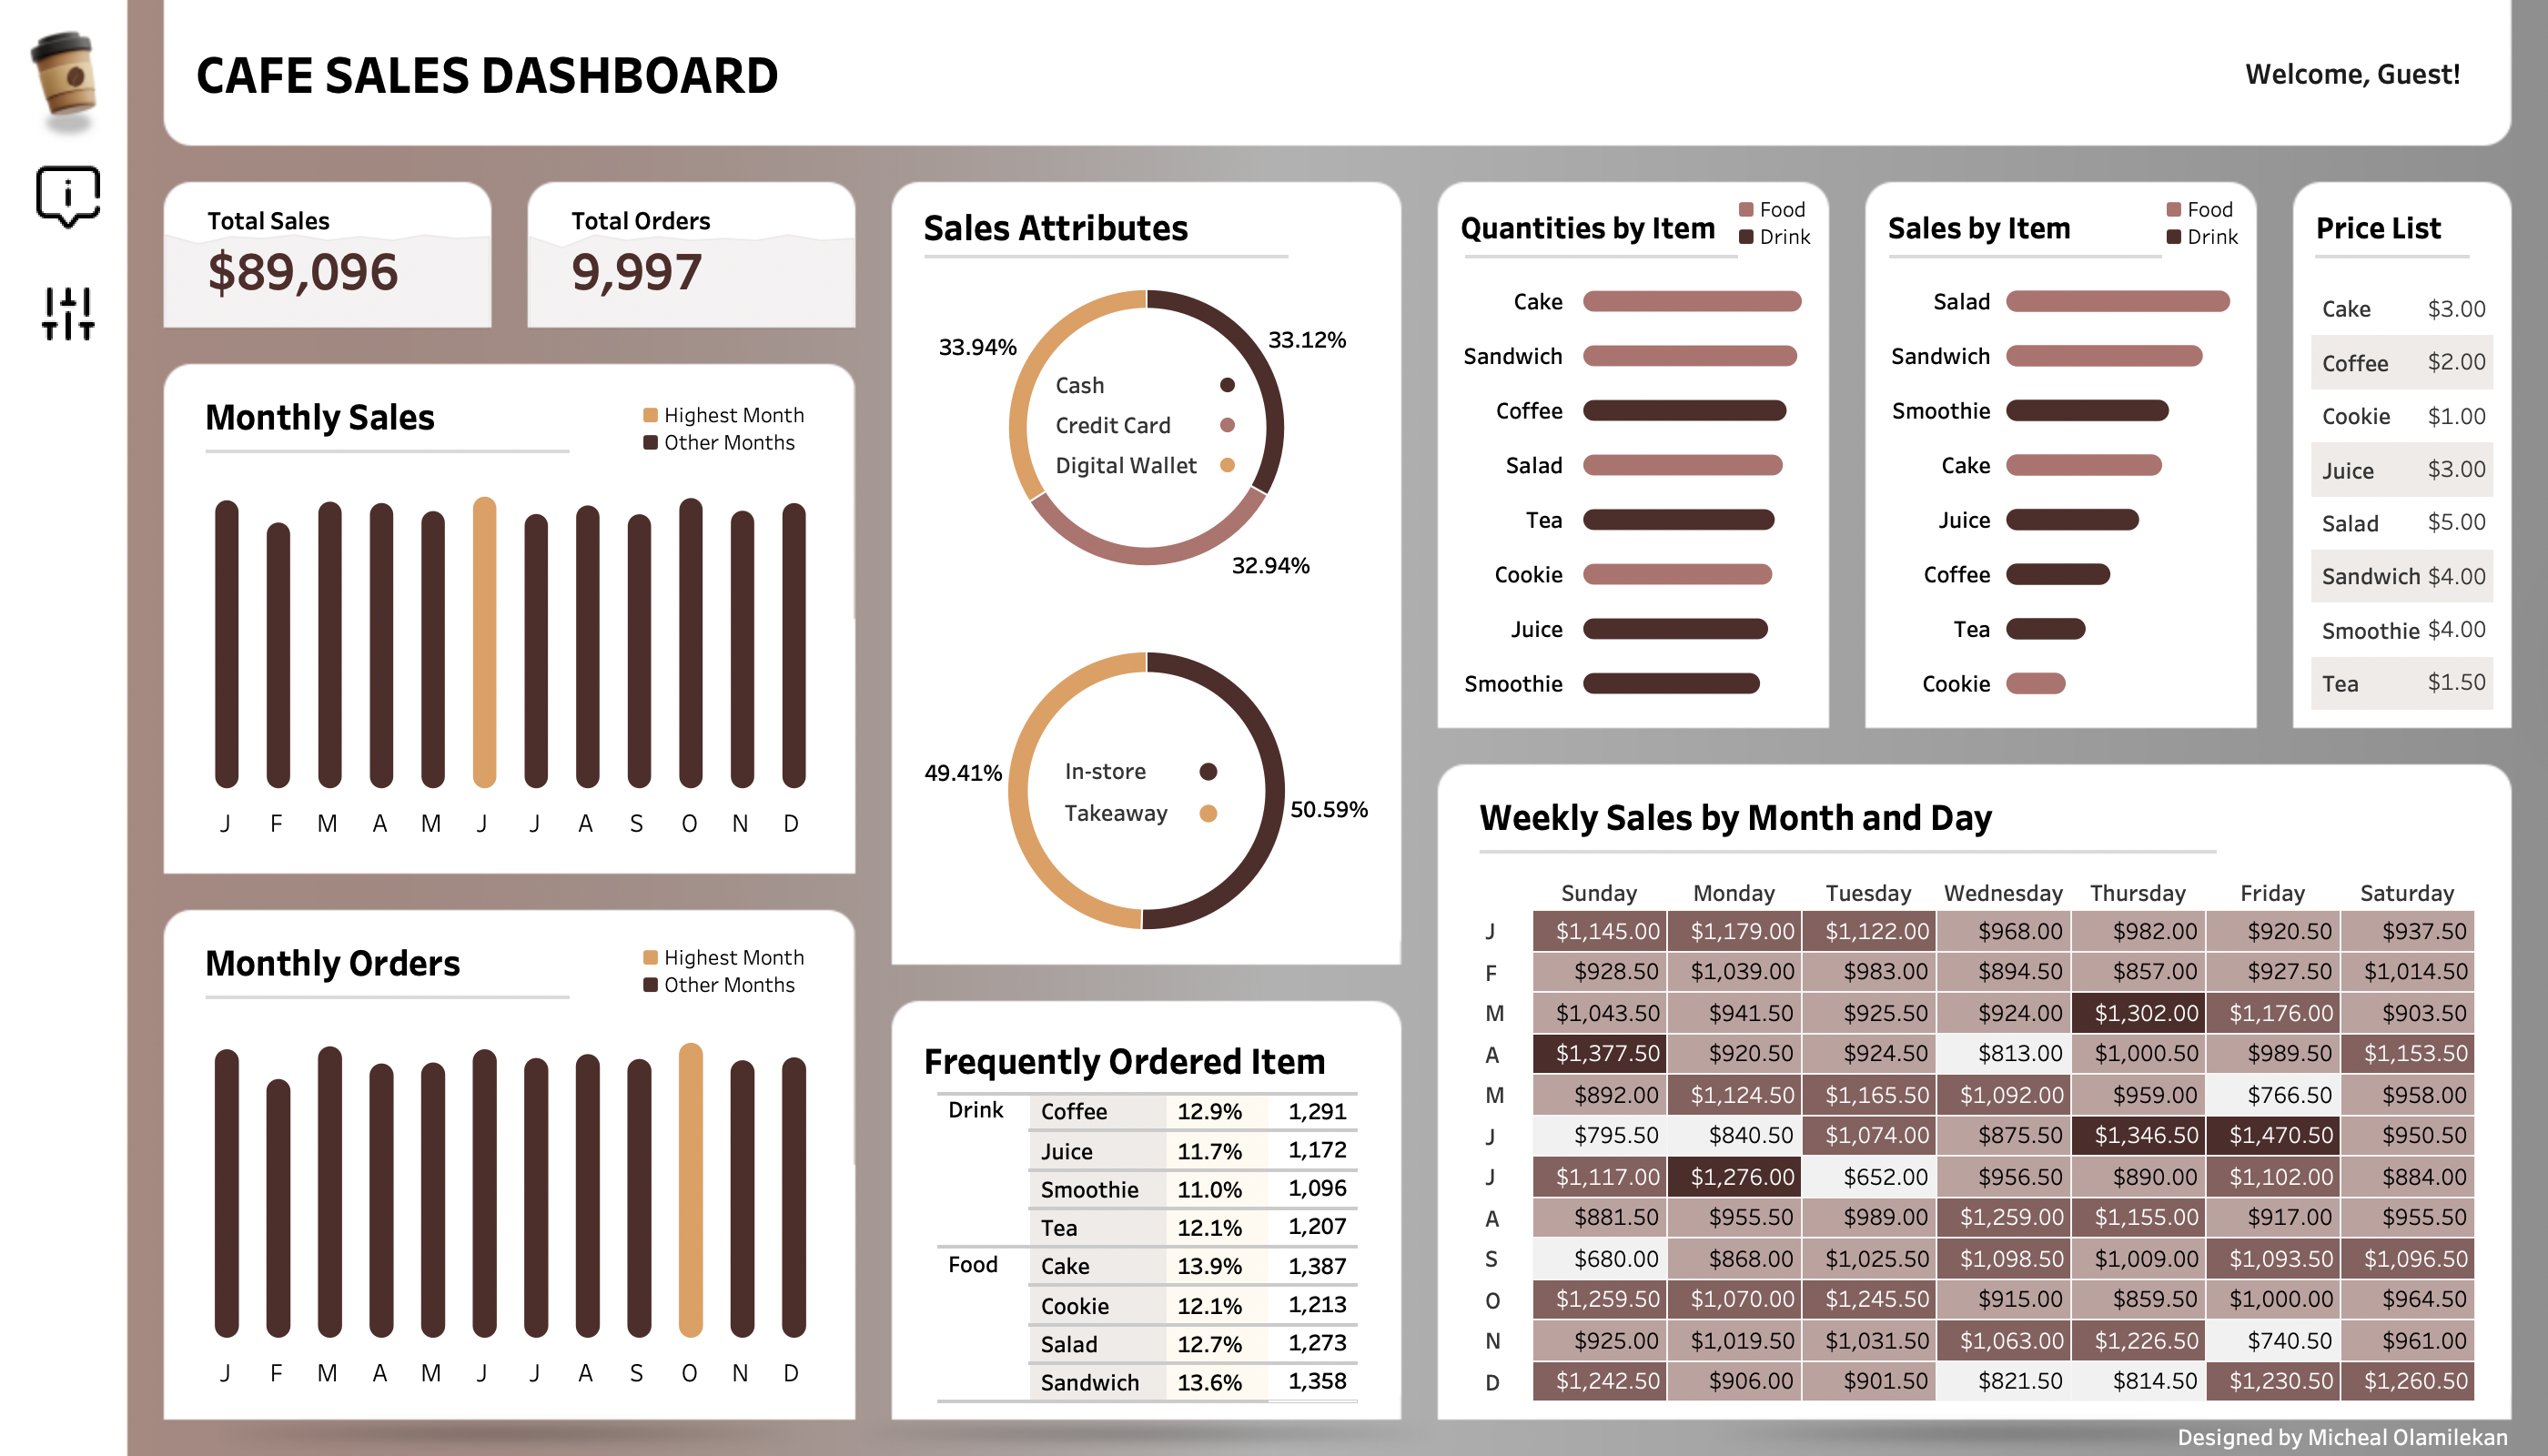 CAFE SALES DASHBOARD
Welcome, Guest!
Total Sales
$89,096
Total Orders
9,997
Monthly Sales
Highest Month
Other Months
J F M A M J J A S O N D
Monthly Orders
Highest Month
Other Months
J F M A M J J A S O N D
Sales Attributes
33.94%
33.12%
Cash
Credit Card
Digital Wallet
32.94%
In-store
49.41%
Takeaway
50.59%
Frequently Ordered Item
Drink Coffee 12.9% 1,291
Juice 11.7% 1,172
Smoothie 11.0% 1,096
Tea 12.1% 1,207
Food Cake 13.9% 1,387
Cookie 12.1% 1,213
Salad 12.7% 1,273
Sandwich 13.6% 1,358
Quantities by Item
Food
Drink
Cake
Sandwich
Coffee
Salad
Tea
Cookie
Juice
Smoothie
Sales by Item
Food
Drink
Salad
Sandwich
Smoothie
Cake
Juice
Coffee
Tea
Cookie
Price List
Cake $3.00
Coffee $2.00
Cookie $1.00
Juice $3.00
Salad $5.00
Sandwich $4.00
Smoothie $4.00
Tea $1.50
Weekly Sales by Month and Day
Sunday Monday Tuesday Wednesday Thursday Friday Saturday
J $1,145.00 $1,179.00 $1,122.00 $968.00 $982.00 $920.50 $937.50
F $928.50 $1,039.00 $983.00 $894.50 $857.00 $927.50 $1,014.50
M $1,043.50 $941.50 $925.50 $924.00 $1,302.00 $1,176.00 $903.50
A $1,377.50 $920.50 $924.50 $813.00 $1,000.50 $989.50 $1,153.50
M $892.00 $1,124.50 $1,165.50 $1,092.00 $959.00 $766.50 $958.00
J $795.50 $840.50 $1,074.00 $875.50 $1,346.50 $1,470.50 $950.50
J $1,117.00 $1,276.00 $652.00 $956.50 $890.00 $1,102.00 $884.00
A $881.50 $955.50 $989.00 $1,259.00 $1,155.00 $917.00 $955.50
S $680.00 $868.00 $1,025.50 $1,098.50 $1,009.00 $1,093.50 $1,096.50
O $1,259.50 $1,070.00 $1,245.50 $915.00 $859.50 $1,000.00 $964.50
N $925.00 $1,019.50 $1,031.50 $1,063.00 $1,226.50 $740.50 $961.00
D $1,242.50 $906.00 $901.50 $821.50 $814.50 $1,230.50 $1,260.50
Designed by Micheal Olamilekan